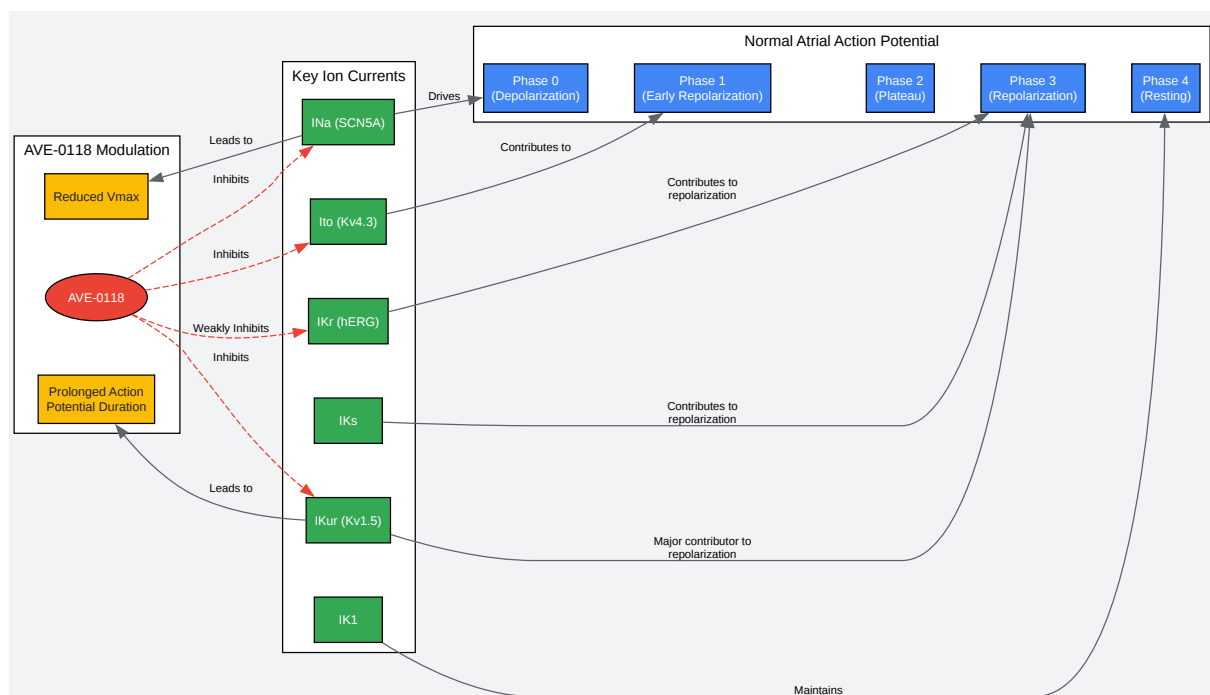 Normal Atrial Action Potential
Phase 0
(Depolarization)
Phase 1
(Early Repolarization)
Phase 2
(Plateau)
Phase 3
(Repolarization)
Phase 4
(Resting)
Key Ion Currents
INa (SCN5A)
Ito (Kv4.3)
IKr (hERG)
IKs
IKur (Kv1.5)
IK1
AVE-0118 Modulation
Reduced Vmax
AVE-0118
Prolonged Action
Potential Duration
Drives
Leads to
Inhibits
Contributes to
Inhibits
Contributes to
repolarization
Weakly Inhibits
Inhibits
Contributes to
repolarization
Leads to
Major contributor to
repolarization
Maintains